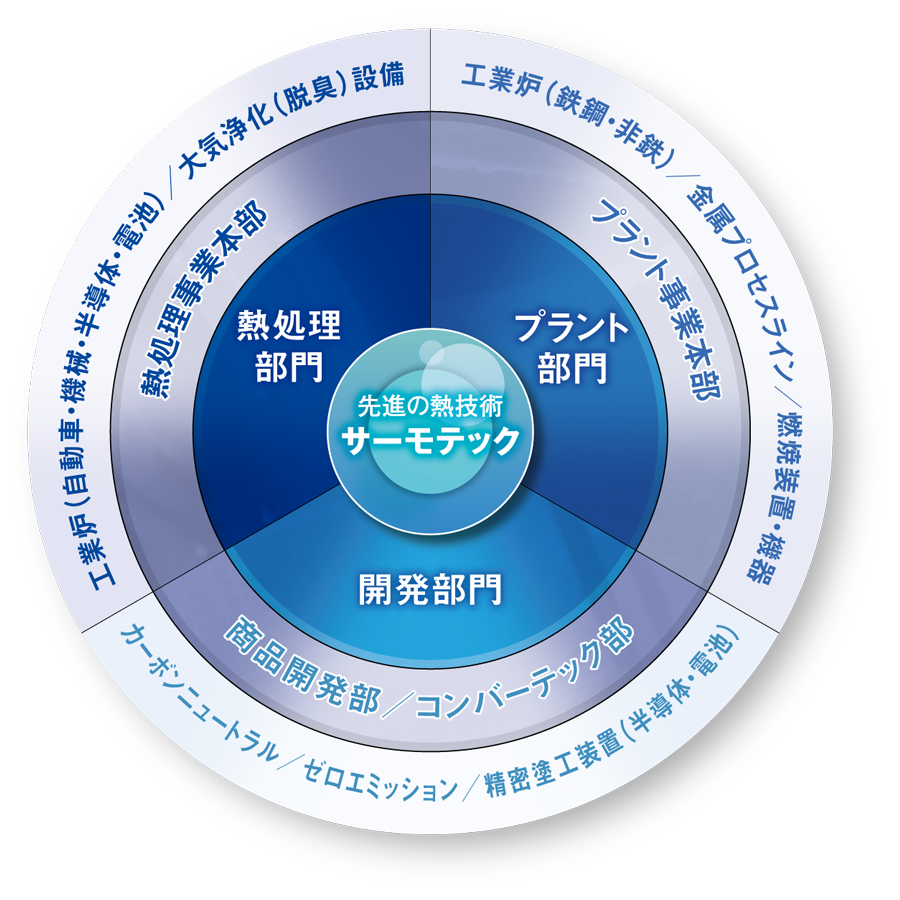 先進の熱技術
サーモテック
熱処理
部門
プラント
部門
開発部門
熱処理事業本部
プラント事業本部
商品開発部／コンバーテック部
工業炉（自動車・機械・半導体・電池）／大気浄化（脱臭）設備
工業炉（鉄鋼・非鉄）／金属プロセスライン／燃焼装置・機器
カーボンニュートラル／ゼロエミッション／精密塗工装置（半導体・電池）